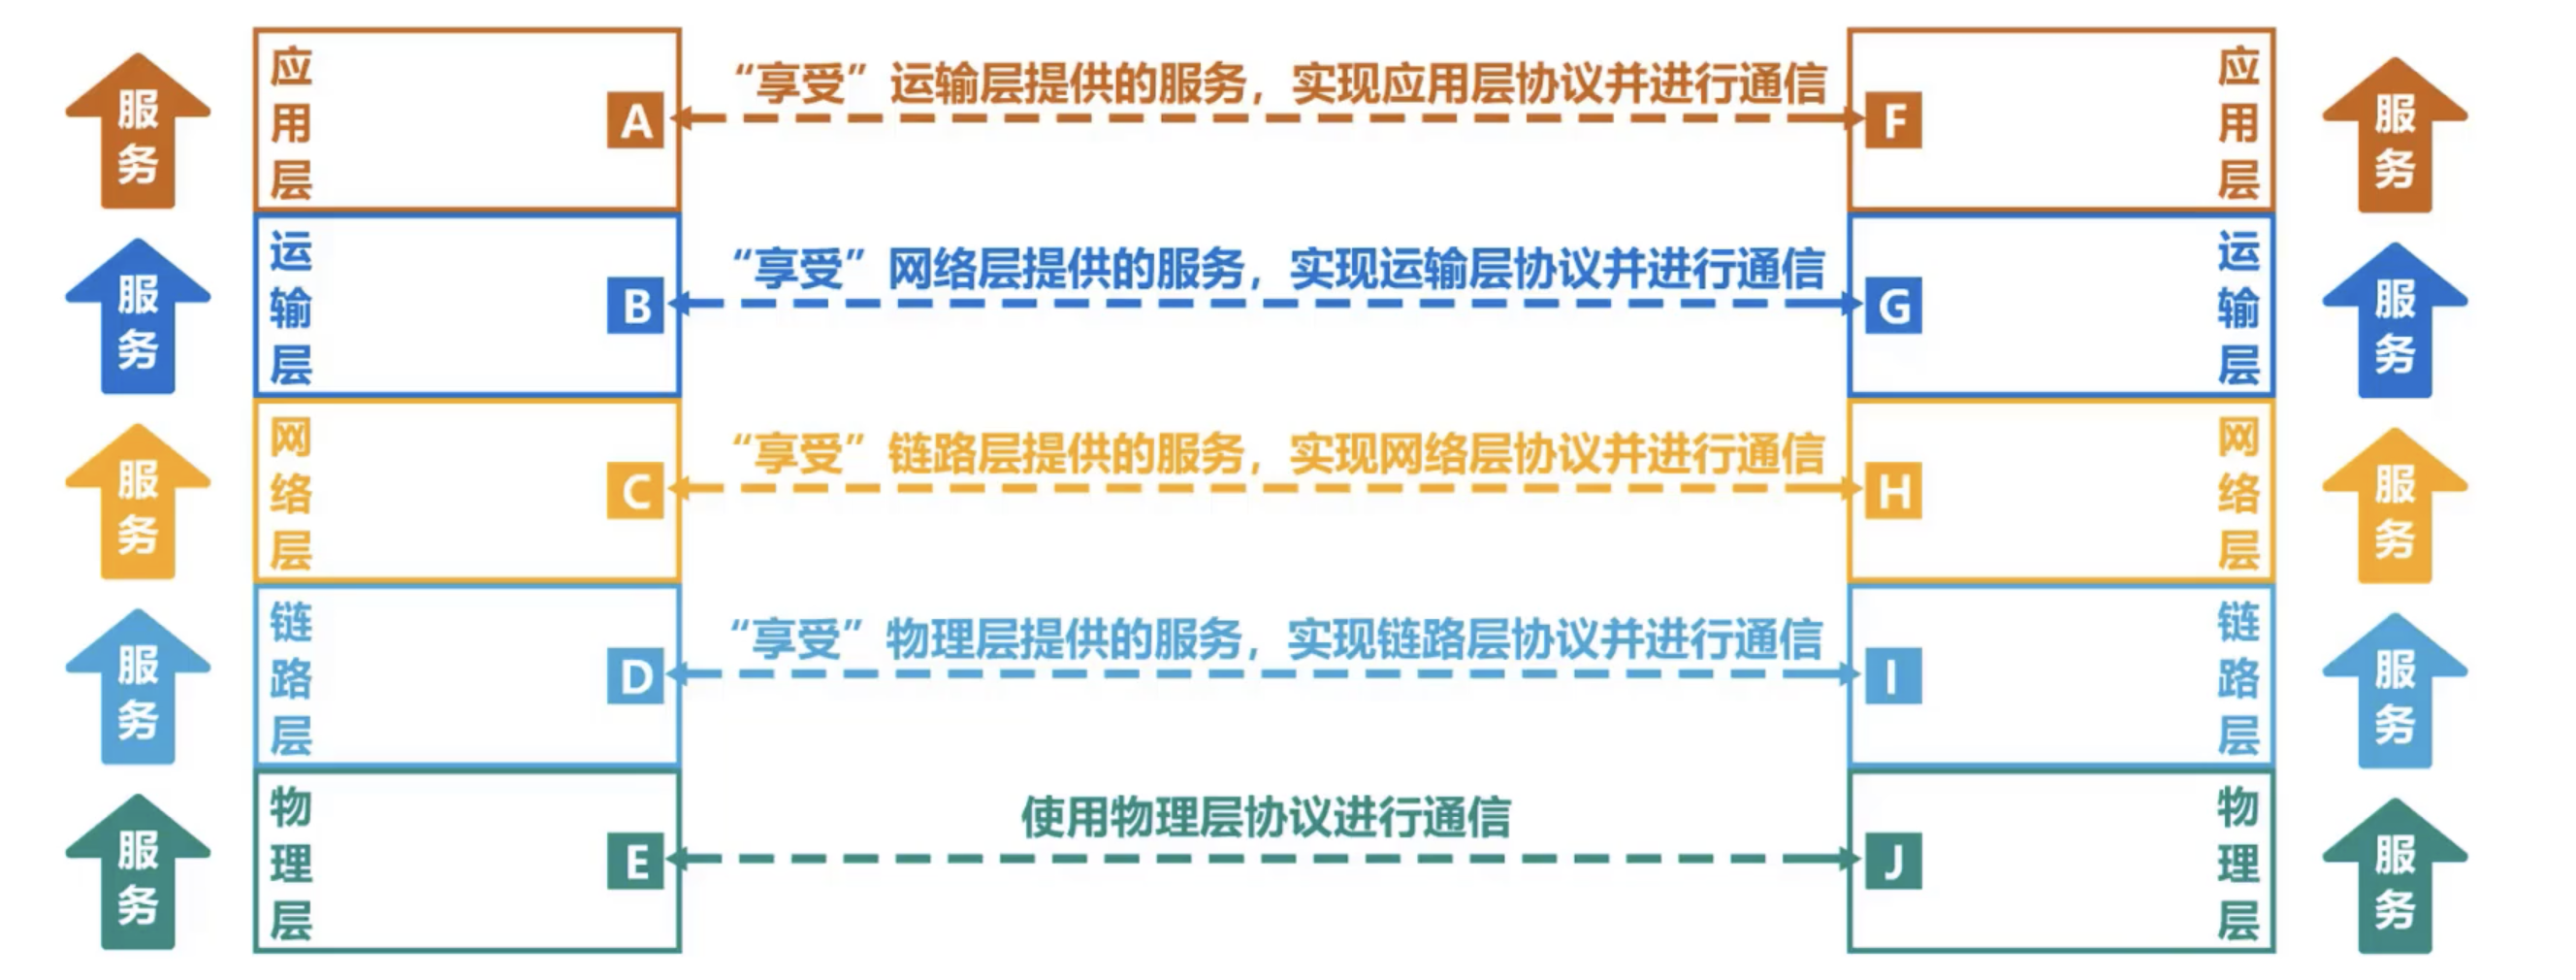 服务
应用层
A
“享受”运输层提供的服务，实现应用层协议并进行通信
F
应用层
服务
服务
运输层
B
“享受”网络层提供的服务，实现运输层协议并进行通信
G
运输层
服务
服务
网络层
C
“享受”链路层提供的服务，实现网络层协议并进行通信
H
网络层
服务
服务
链路层
D
“享受”物理层提供的服务，实现链路层协议并进行通信
I
链路层
服务
服务
物理层
E
使用物理层协议进行通信
J
物理层
服务